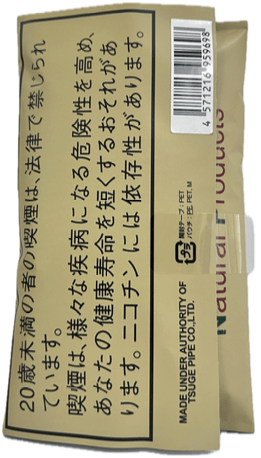 20歳未満の者の喫煙は、法律で禁じられ
ています。
喫煙は、様々な疾病になる危険性を高め、
あなたの健康寿命を短くするおそれがあ
ります。ニコチンには依存性があります。
MADE UNDER AUTHORITY OF
TSUGE PIPE CO.,LTD.
開封テープ：PET
パウチ：PE, PET, M
4 571216 959698
Natural Products